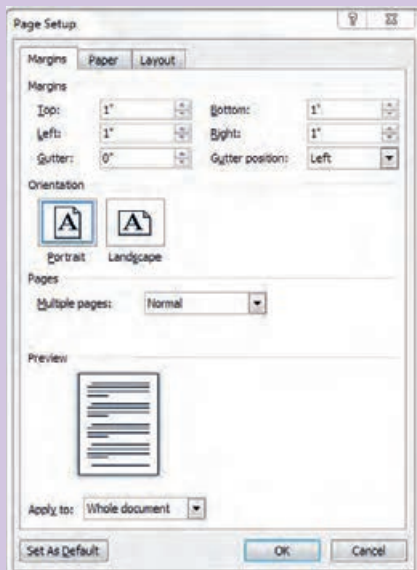 Page Setup
Margins Paper Layout
Margins
Top: 1" Bottom: 1"
Left: 1" Right: 1"
Gutter: 0" Gutter position: Left
Orientation
A A
Portrait Landscape
Pages
Multiple pages: Normal
Preview
Apply to: Whole document
Set As Default OK Cancel